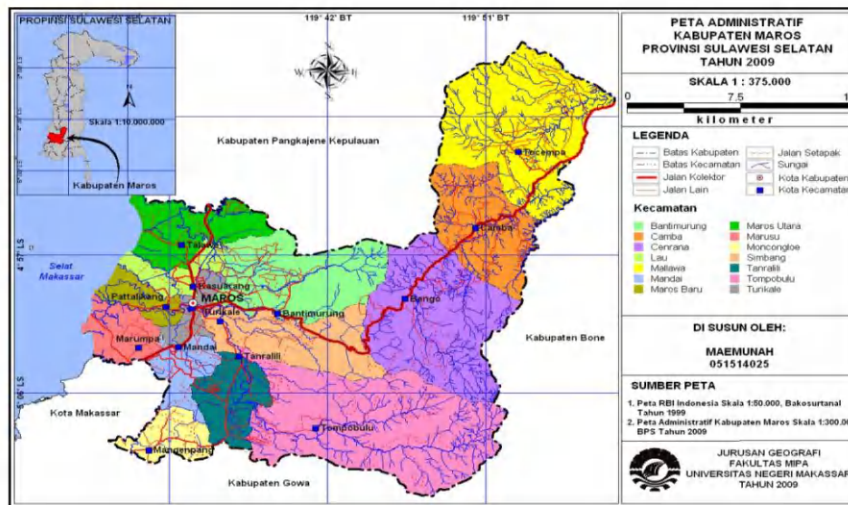 PROPINSI SULAWESI SELATAN
Skala 1:10.000.000
Kabupaten Maros
119° 42' BT
119° 51' BT
4° 57' LS
5° 06' LS
Kabupaten Pangkajene Kepulauan
Selat
Makassar
Kota Makassar
Kabupaten Gowa
Kabupaten Bone
Camba
Bengo
MAROS
Turikale
Bantimurung
Pattallikang
Marumpa
Mandai
Tanralili
Tompobulu
PETA ADMINISTRATIF
KABUPATEN MAROS
PROVINSI SULAWESI SELATAN
TAHUN 2009
SKALA 1 : 375.000
0 7.5
kilometer
LEGENDA
Batas Kabupaten
Batas Kecamatan
Jalan Kolektor
Jalan Lain
Jalan Setapak
Sungai
Kota Kabupaten
Kota Kecamatan
Kecamatan
Bantimurung
Camba
Cenrana
Lau
Mallawa
Mandai
Maros Baru
Maros Utara
Marusu
Moncongloe
Simbang
Tanralili
Tompobulu
Turikale
DI SUSUN OLEH:
MAEMUNAH
051514025
SUMBER PETA
1. Peta RBI Indonesia Skala 1:50.000, Bakosurtanal
Tahun 1999
2. Peta Administratif Kabupaten Maros Skala 1:300.00
BPS Tahun 2009
JURUSAN GEOGRAFI
FAKULTAS MIPA
UNIVERSITAS NEGERI MAKASSAR
TAHUN 2009